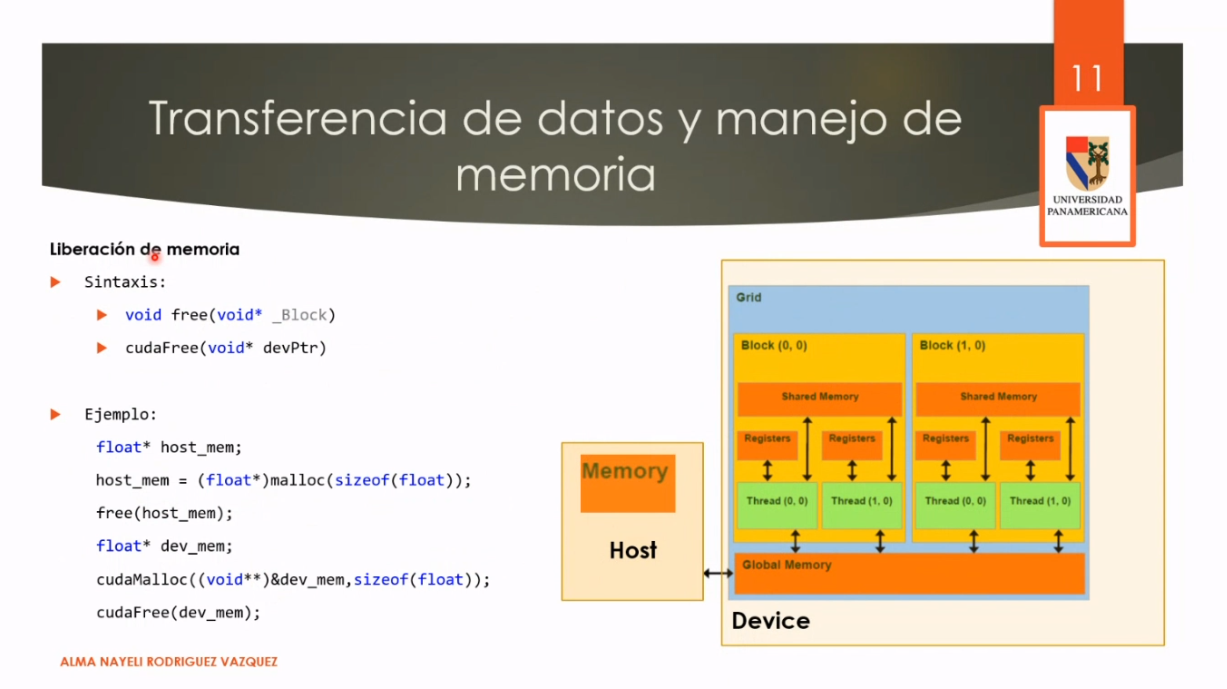 11
Transferencia de datos y manejo de
memoria
UNIVERSIDAD
PANAMERICANA
Liberación de memoria
Sintaxis:
void free(void* _Block)
cudaFree(void* devPtr)
Ejemplo:
float* host_mem;
host_mem = (float*)malloc(sizeof(float));
free(host_mem);
float* dev_mem;
cudaMalloc((void**)&dev_mem,sizeof(float));
cudaFree(dev_mem);
Memory
Host
Grid
Block (0, 0)
Block (1, 0)
Shared Memory
Shared Memory
Registers
Registers
Registers
Registers
Thread (0, 0)
Thread (1, 0)
Thread (0, 0)
Thread (1, 0)
Global Memory
Device
ALMA NAYELI RODRIGUEZ VAZQUEZ